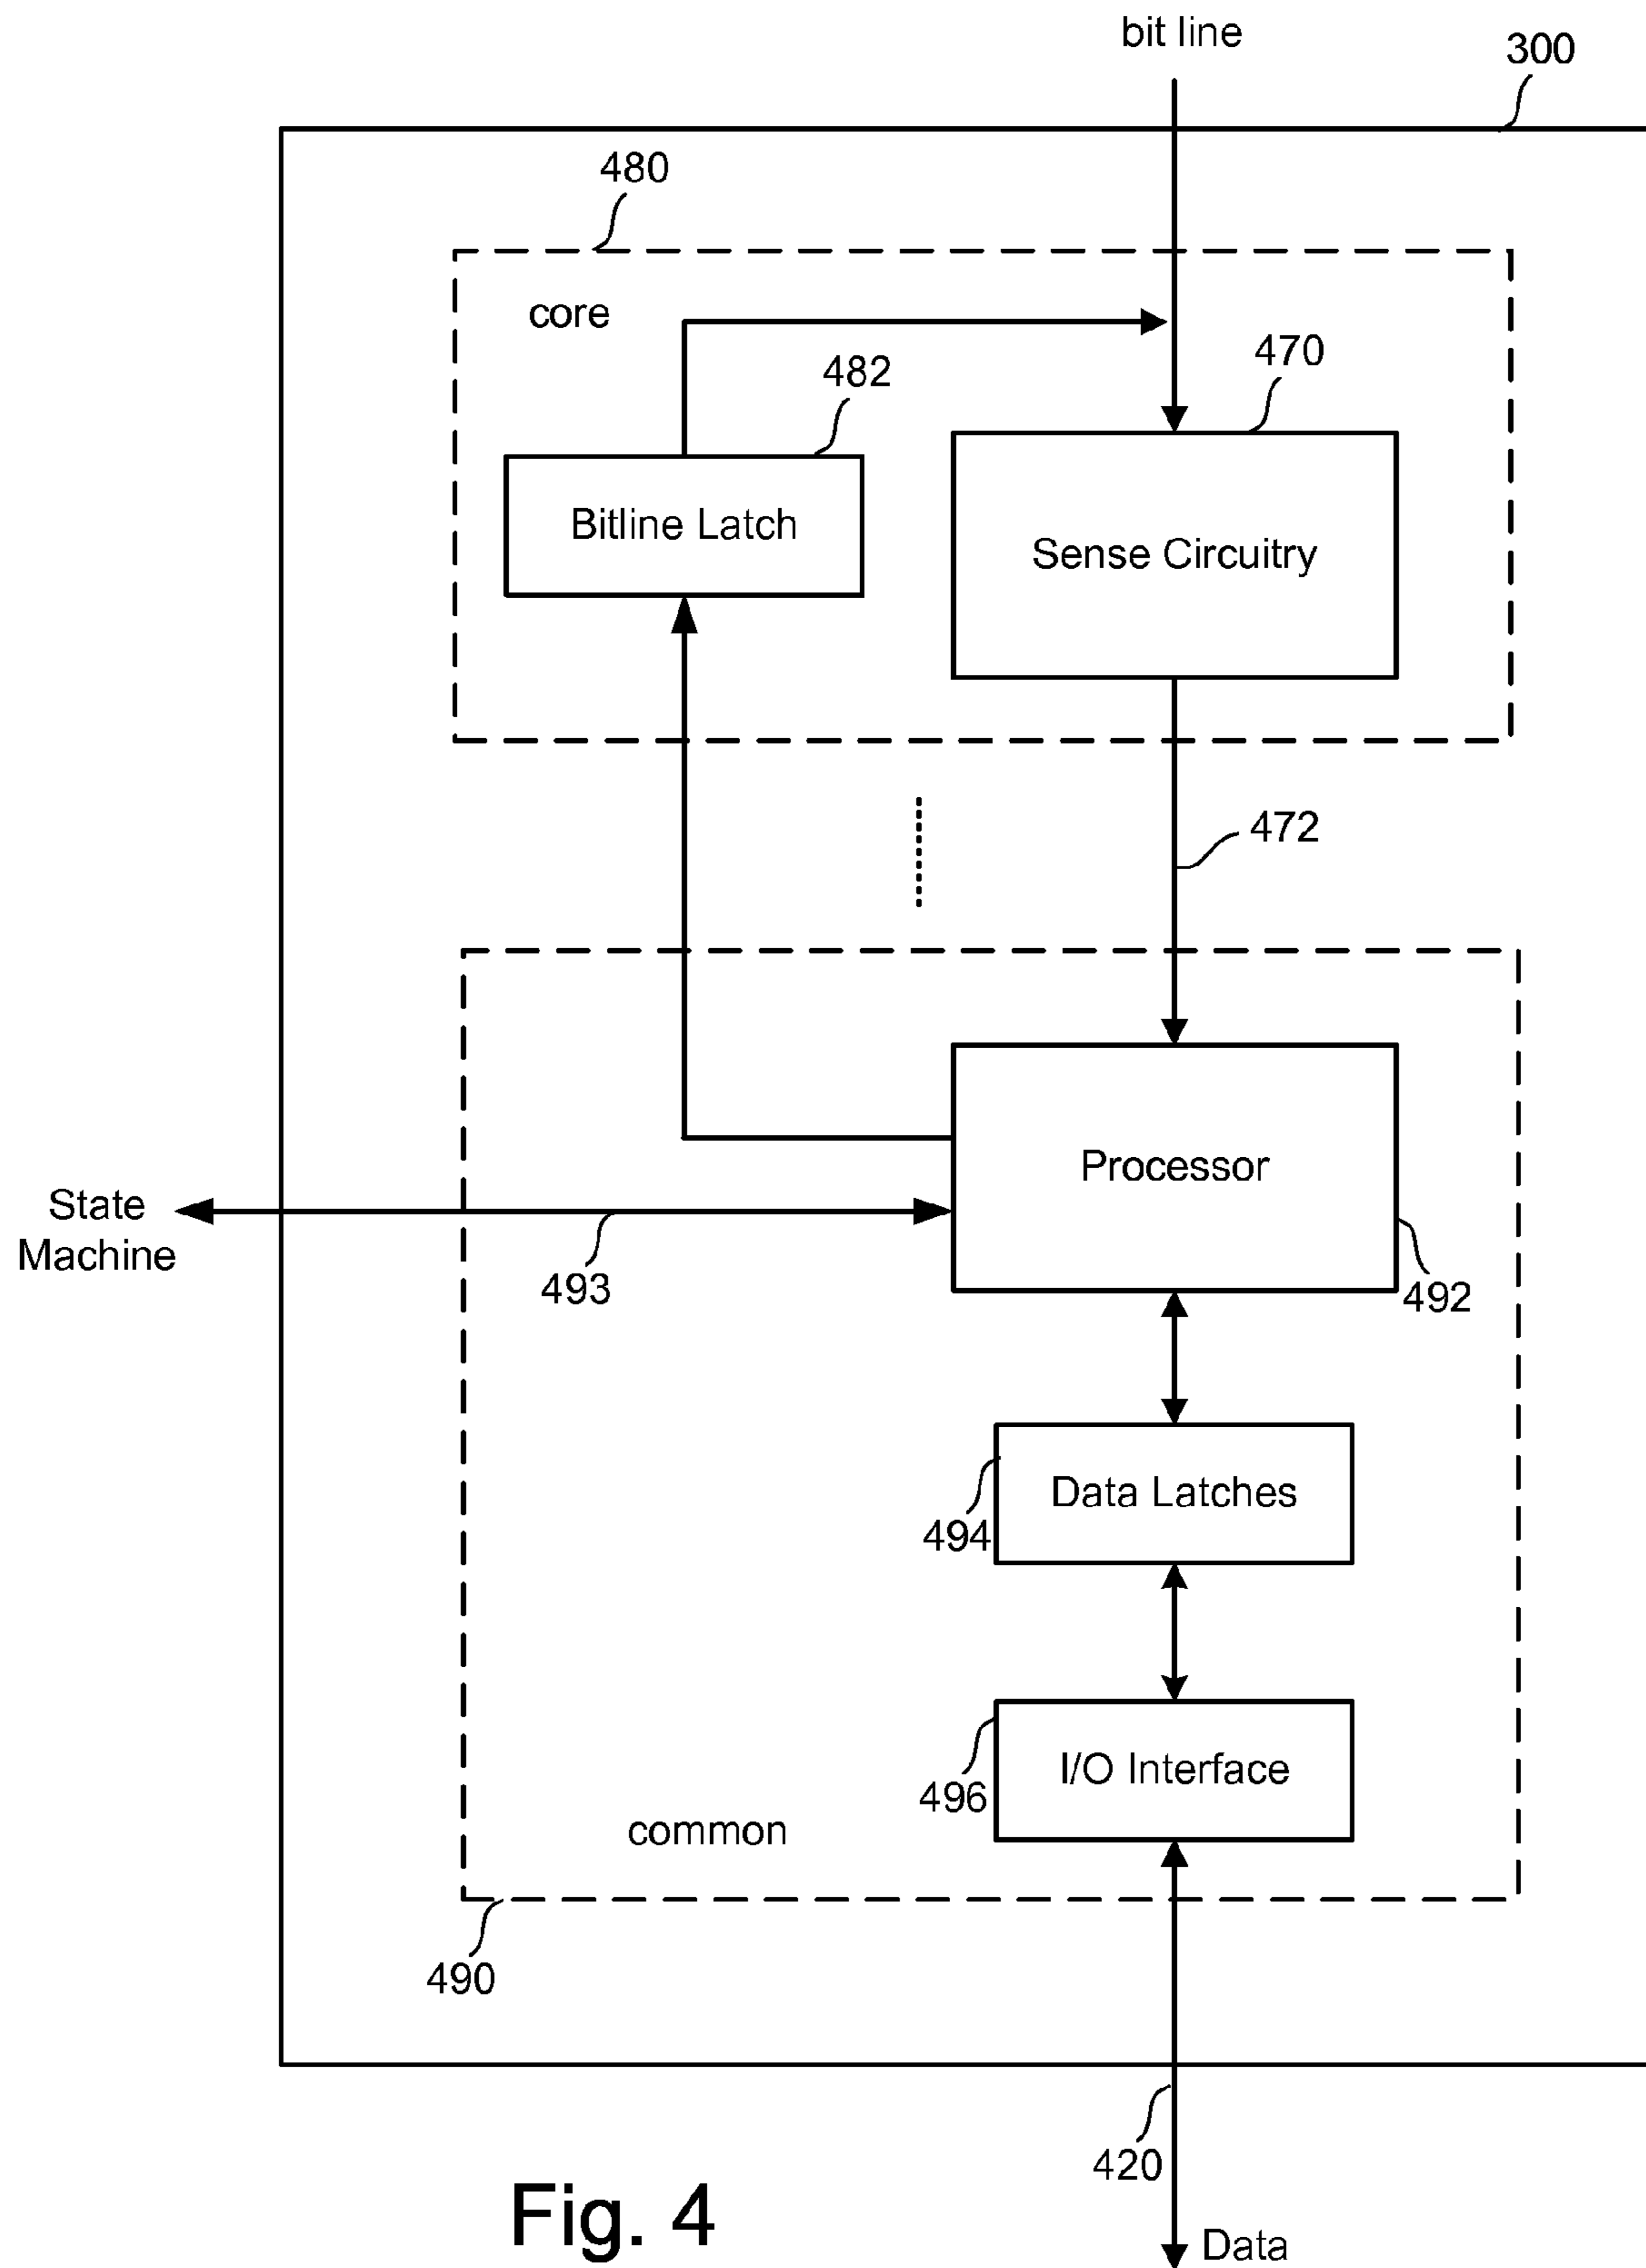 bit line
300
480
core
470
482
Bitline Latch
Sense Circuitry
472
Processor
State
Machine
493
492
Data Latches
494
I/O Interface
496
common
490
420
Fig. 4
Data